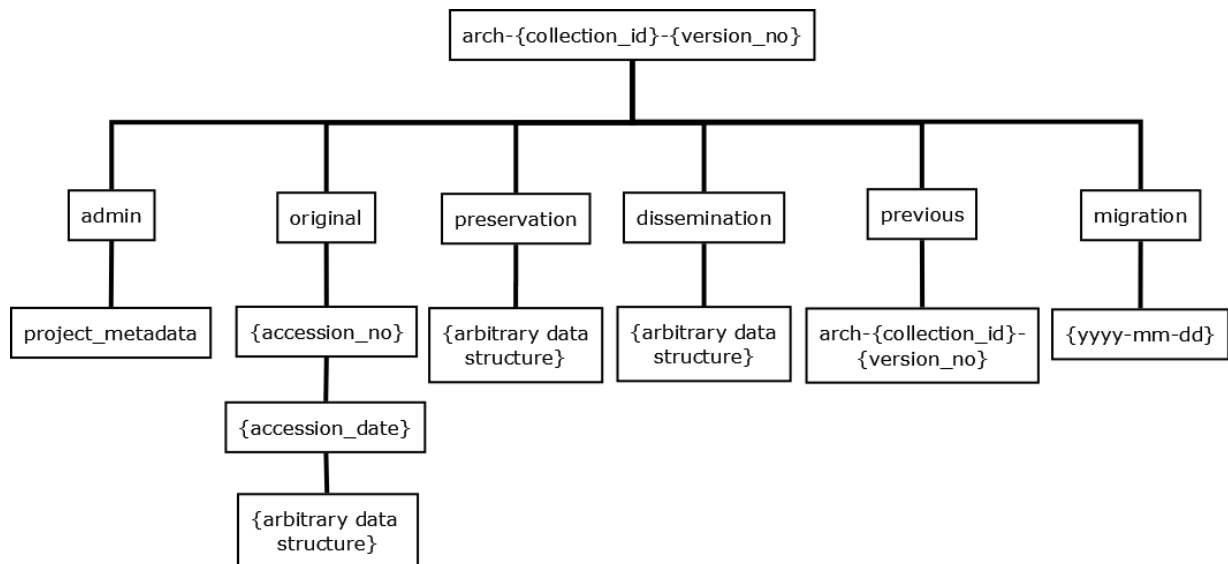 arch-{collection_id}-{version_no}
admin
original
preservation
dissemination
previous
migration
project_metadata
{accession_no}
{arbitrary data
structure}
{arbitrary data
structure}
arch-{collection_id}-
{version_no}
{yyyy-mm-dd}
{accession_date}
{arbitrary data
structure}